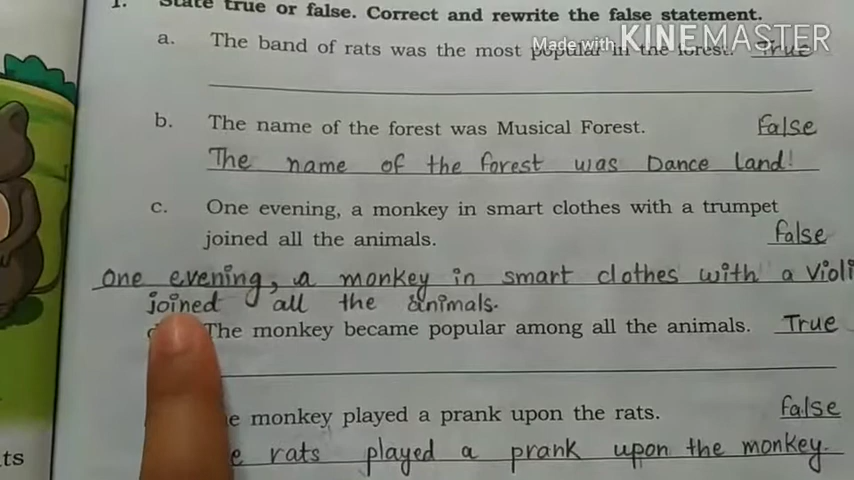 1. State true or false. Correct and rewrite the false statement.
a. The band of rats was the most popular in the forest. True
Made with KINEMASTER
b. The name of the forest was Musical Forest. False
The name of the forest was Dance land!
c. One evening, a monkey in smart clothes with a trumpet
joined all the animals. false
One evening, a monkey in smart clothes with a Violi
joined all the animals.
The monkey became popular among all the animals. True
e monkey played a prank upon the rats. false
e rats played a prank upon the monkey.
ts